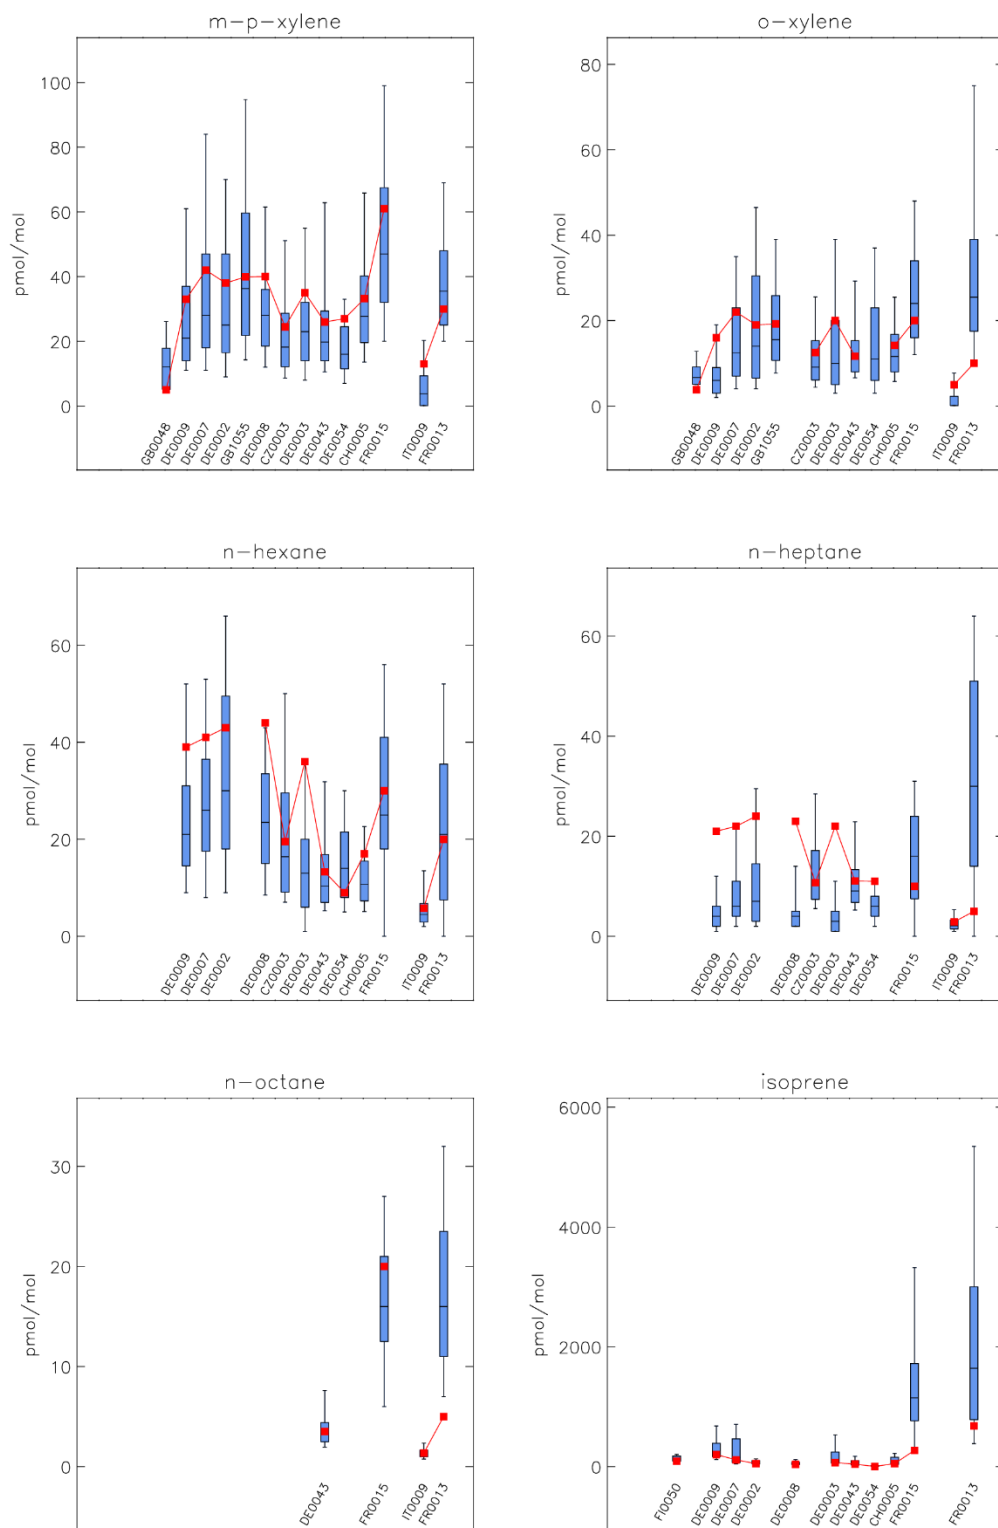 m-p-xylene
100
80
60
40
20
0
pmol/mol
GB0048
DE0009
DE0007
DE0002
GB1055
DE0008
CZ0003
DE0003
DE0043
DE0054
CH0005
FR0015
IT0009
FR0013
o-xylene
80
60
40
20
0
pmol/mol
GB0048
DE0009
DE0007
DE0002
GB1055
CZ0003
DE0003
DE0043
DE0054
CH0005
FR0015
IT0009
FR0013
n-hexane
60
40
20
0
pmol/mol
DE0009
DE0007
DE0002
DE0008
CZ0003
DE0003
DE0043
DE0054
CH0005
FR0015
IT0009
FR0013
n-heptane
60
40
20
0
pmol/mol
DE0009
DE0007
DE0002
DE0008
CZ0003
DE0003
DE0043
DE0054
FR0015
IT0009
FR0013
n-octane
30
20
10
0
pmol/mol
DE0043
FR0015
IT0009
FR0013
isoprene
6000
4000
2000
0
pmol/mol
FI0050
DE0009
DE0007
DE0002
DE0008
DE0003
DE0043
DE0054
CH0005
FR0015
FR0013